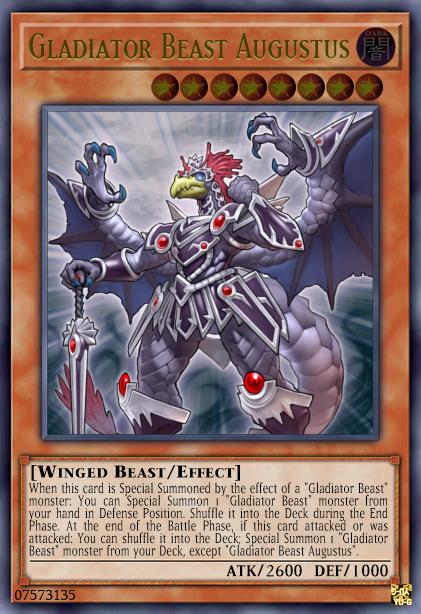 GLADIATOR BEAST AUGUSTUS
DARK
闇
[WINGED BEAST/EFFECT]
When this card is Special Summoned by the effect of a "Gladiator Beast"
monster: You can Special Summon 1 "Gladiator Beast" monster from
your hand in Defense Position. Shuffle it into the Deck during the End
Phase. At the end of the Battle Phase, if this card attacked or was
attacked: You can shuffle it into the Deck; Special Summon 1 "Gladiator
Beast" monster from your Deck, except "Gladiator Beast Augustus".
ATK/2600 DEF/1000
07573135